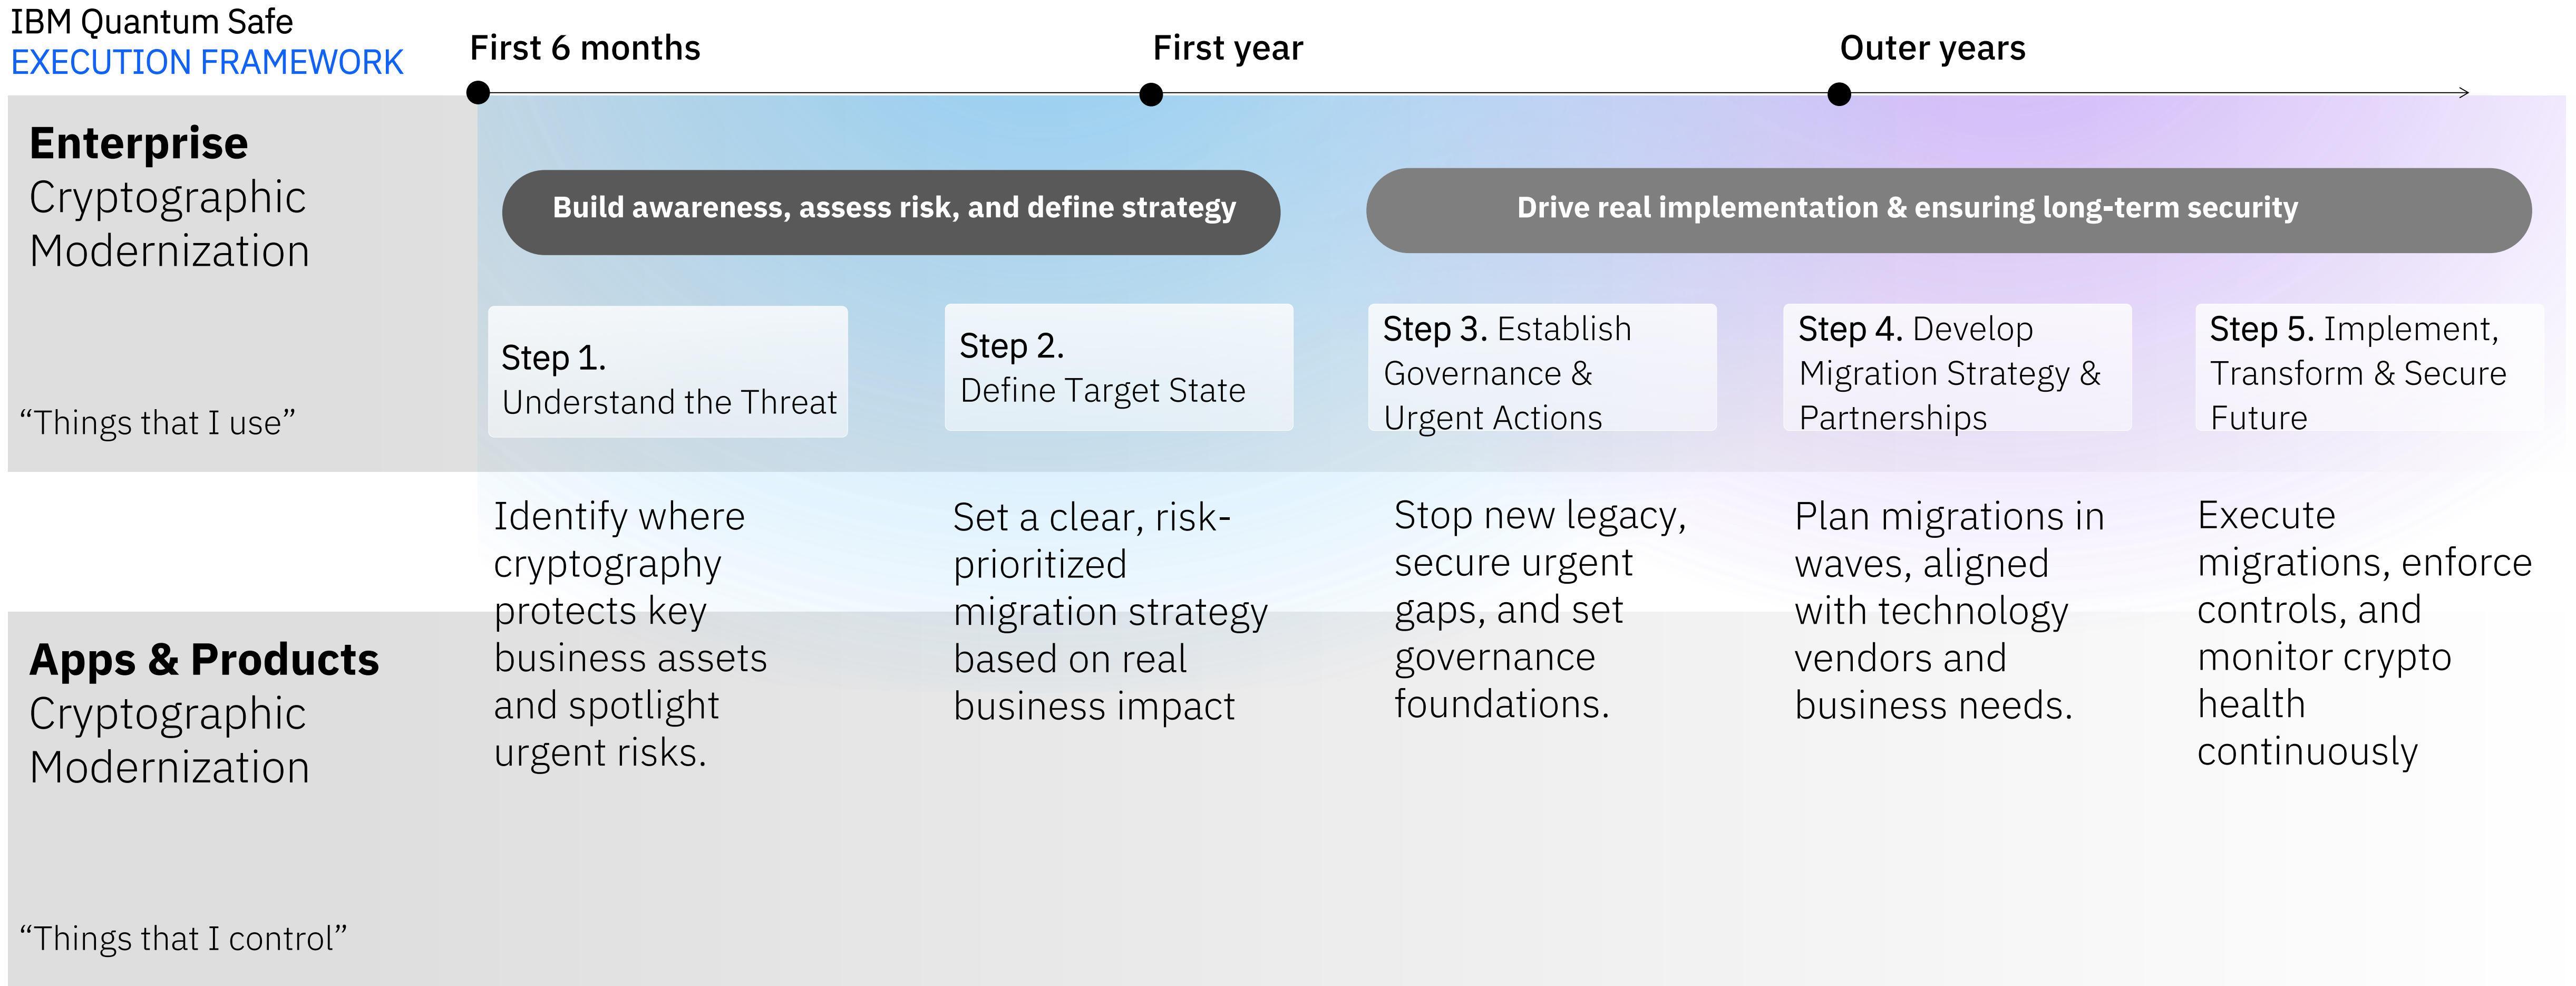 IBM Quantum Safe
EXECUTION FRAMEWORK
First 6 months
First year
Outer years
Enterprise
Cryptographic
Modernization
“Things that I use”
Build awareness, assess risk, and define strategy
Drive real implementation & ensuring long-term security
Step 1.
Understand the Threat
Step 2.
Define Target State
Step 3. Establish
Governance &
Urgent Actions
Step 4. Develop
Migration Strategy &
Partnerships
Step 5. Implement,
Transform & Secure
Future
Identify where
cryptography
protects key
business assets
and spotlight
urgent risks.
Set a clear, risk-
prioritized
migration strategy
based on real
business impact
Stop new legacy,
secure urgent
gaps, and set
governance
foundations.
Plan migrations in
waves, aligned
with technology
vendors and
business needs.
Execute
migrations, enforce
controls, and
monitor crypto
health
continuously
Apps & Products
Cryptographic
Modernization
“Things that I control”